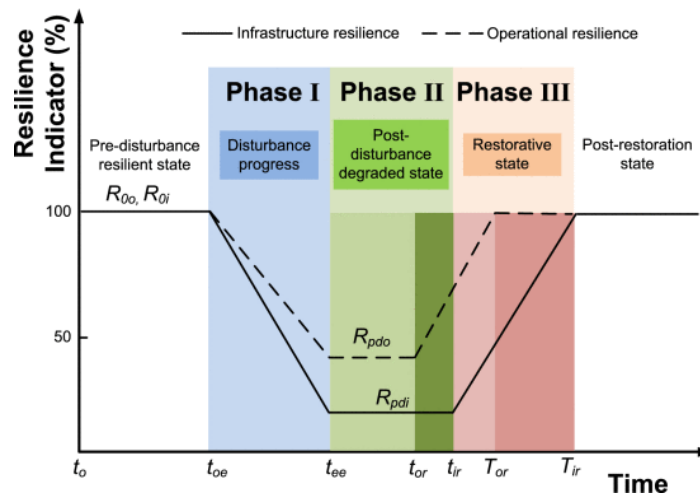 Resilience
Indicator (%)
Infrastructure resilience
Operational resilience
Phase I
Phase II
Phase III
Pre-disturbance
resilient state
Disturbance
progress
Post-
disturbance
degraded state
Restorative
state
Post-restoration
state
R0o, R0i
100
50
Rpdo
Rpdi
to
toe
tee
tor
tir
Tor
Tir
Time